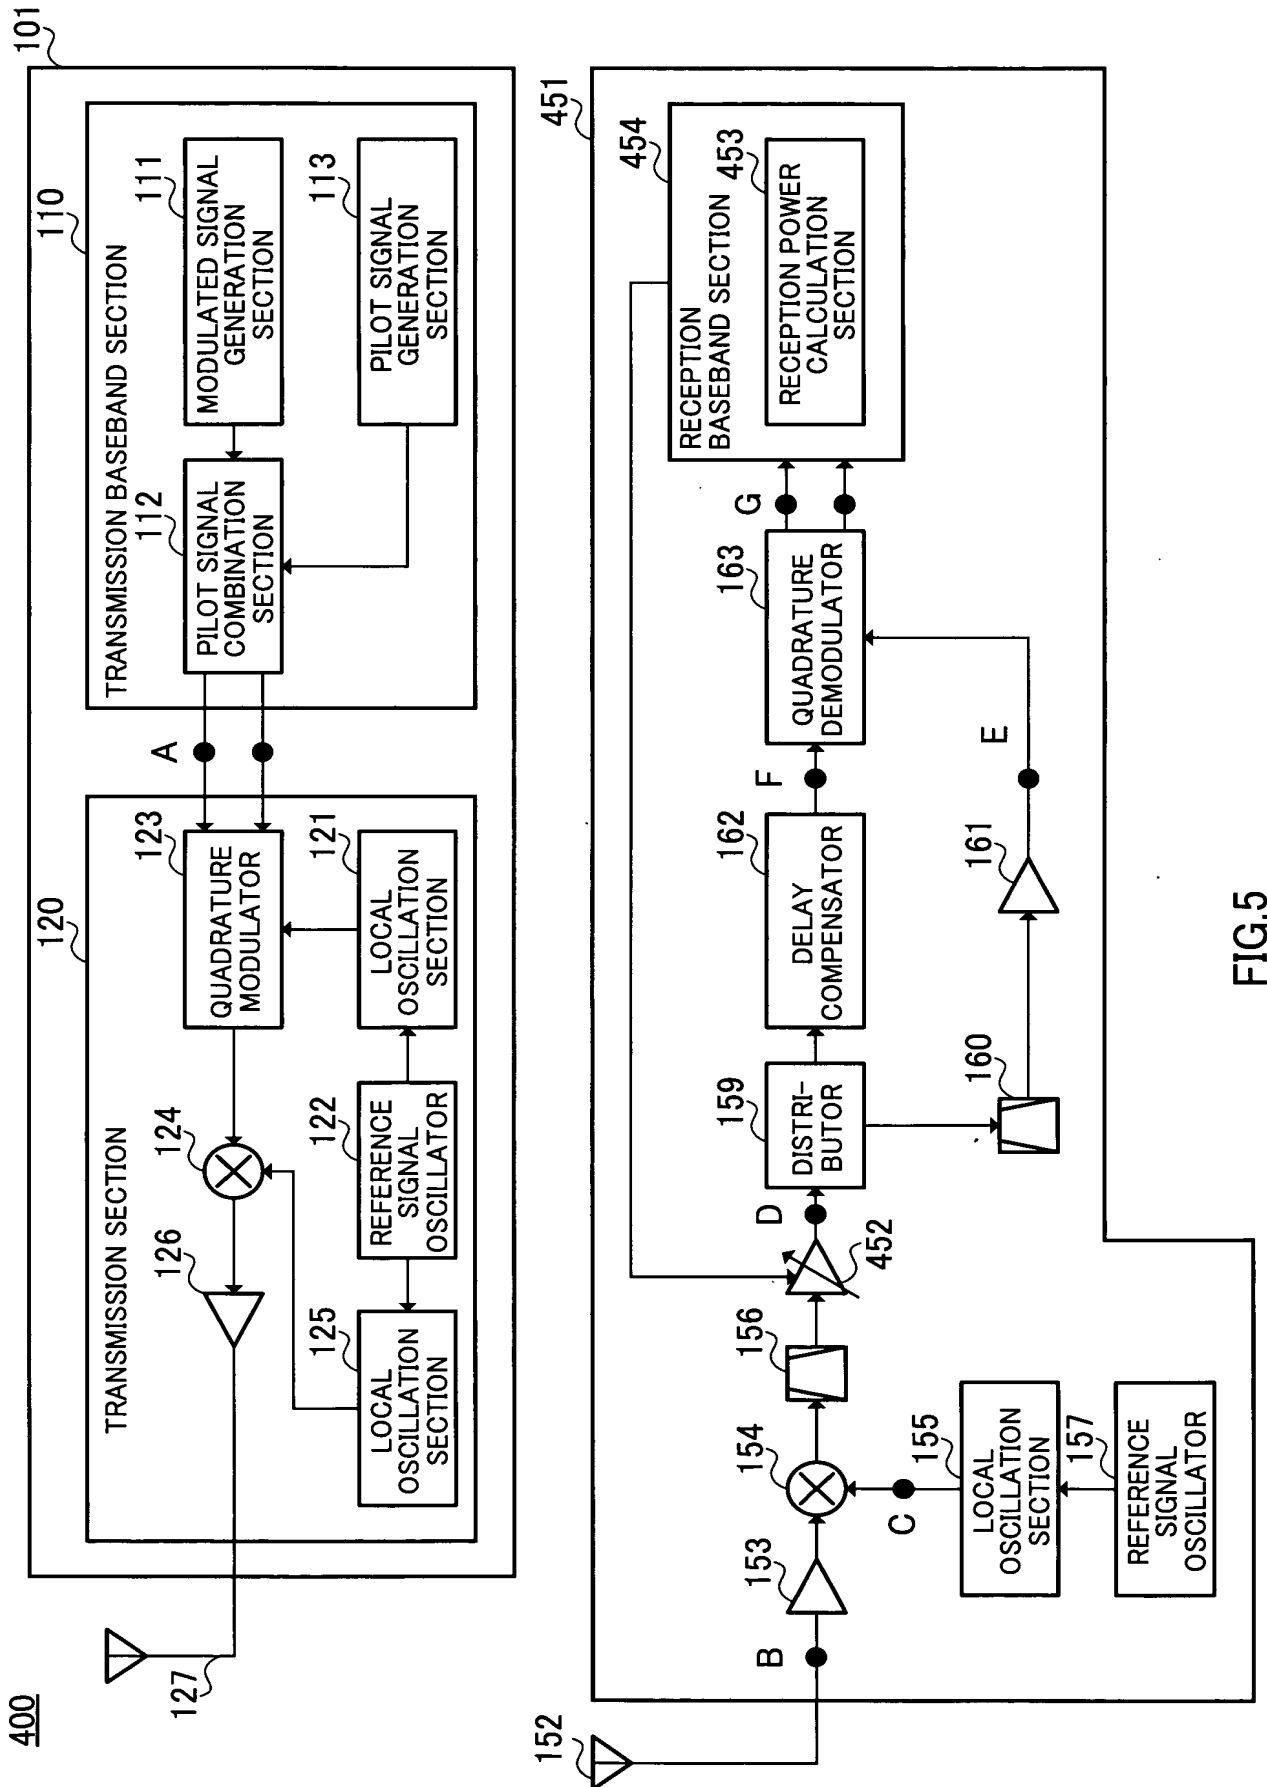 400
101
110
TRANSMISSION BASEBAND SECTION
111
MODULATED SIGNAL
GENERATION
SECTION
112
PILOT SIGNAL
COMBINATION
SECTION
113
PILOT SIGNAL
GENERATION
SECTION
A
120
TRANSMISSION SECTION
123
QUADRATURE
MODULATOR
121
LOCAL
OSCILLATION
SECTION
122
REFERENCE
SIGNAL
OSCILLATOR
124
125
LOCAL
OSCILLATION
SECTION
126
127
152
451
B
153
154
C
155
LOCAL
OSCILLATION
SECTION
157
REFERENCE
SIGNAL
OSCILLATOR
156
452
D
159
DISTRI-
BUTOR
162
DELAY
COMPENSATOR
160
161
E
F
163
QUADRATURE
DEMODULATOR
G
454
RECEPTION
BASEBAND SECTION
453
RECEPTION POWER
CALCULATION
SECTION
FIG.5